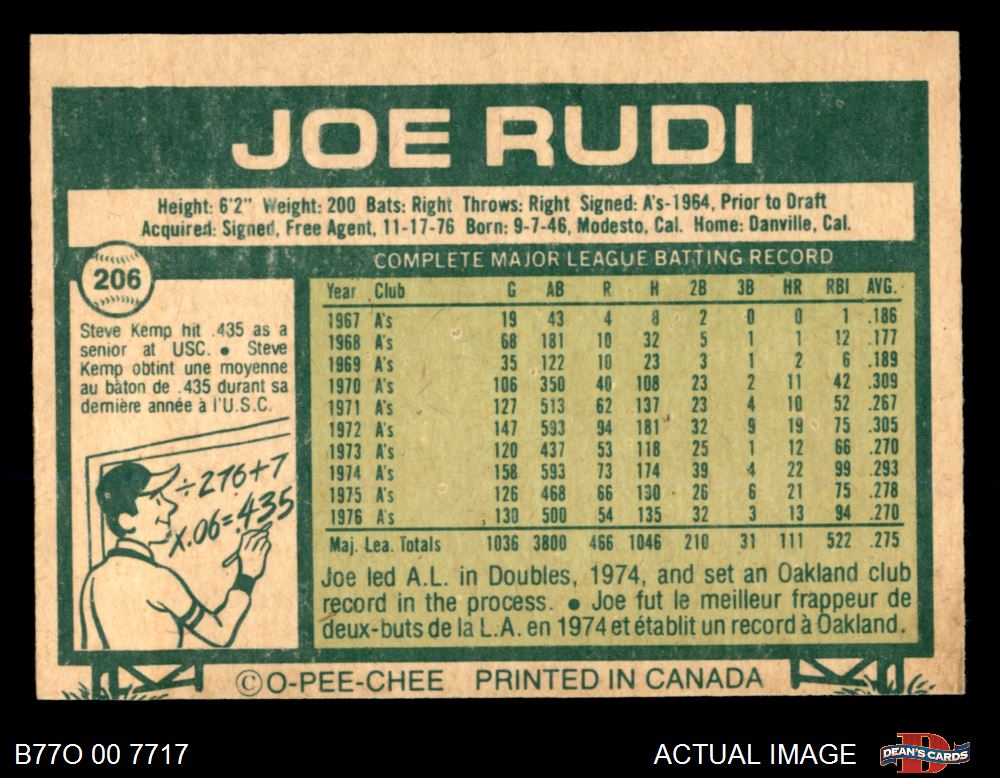 JOE RUDI
Height: 6'2" Weight: 200 Bats: Right Throws: Right Signed: A's-1964, Prior to Draft
Acquired: Signed, Free Agent, 11-17-76 Born: 9-7-46, Modesto, Cal. Home: Danville, Cal.
206
Steve Kemp hit .435 as a
senior at USC. ● Steve
Kemp obtint une moyenne
au bâton de .435 durant sa
dernière année à l'U.S.C.
÷276+7
x.06=.435
COMPLETE MAJOR LEAGUE BATTING RECORD
Year Club G AB R H 2B 3B HR RBI AVG.
1967 A's 19 43 4 8 2 0 0 1 .186
1968 A's 68 181 10 32 5 1 1 12 .177
1969 A's 35 122 10 23 3 1 2 6 .189
1970 A's 106 350 40 108 23 2 11 42 .309
1971 A's 127 513 62 137 23 4 10 52 .267
1972 A's 147 593 94 181 32 9 19 75 .305
1973 A's 120 437 53 118 25 1 12 66 .270
1974 A's 158 593 73 174 39 4 22 99 .293
1975 A's 126 468 66 130 26 6 21 75 .278
1976 A's 130 500 54 135 32 3 13 94 .270
Maj. Lea. Totals 1036 3800 466 1046 210 31 111 522 .275
Joe led A.L. in Doubles, 1974, and set an Oakland club
record in the process. ● Joe fut le meilleur frappeur de
deux-buts de la L.A. en 1974 et établit un record à Oakland.
©O-PEE-CHEE PRINTED IN CANADA
B77O 00 7717
ACTUAL IMAGE
DEAN'S CARDS